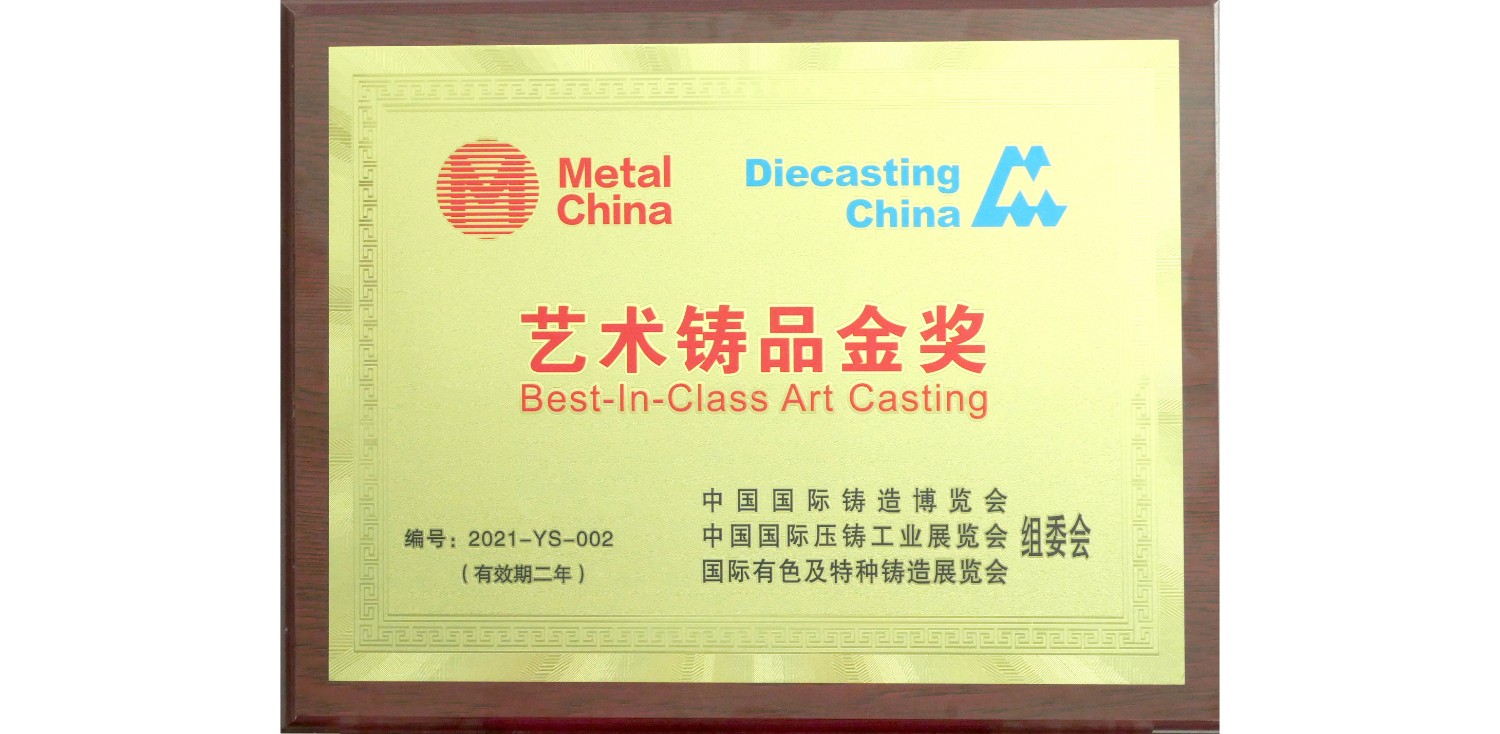 Metal
China
Diecasting
China
艺术铸品金奖
Best-In-Class Art Casting
中国国际铸造博览会
中国国际压铸工业展览会
国际有色及特种铸造展览会
组委会
编号：2021-YS-002
（有效期二年）